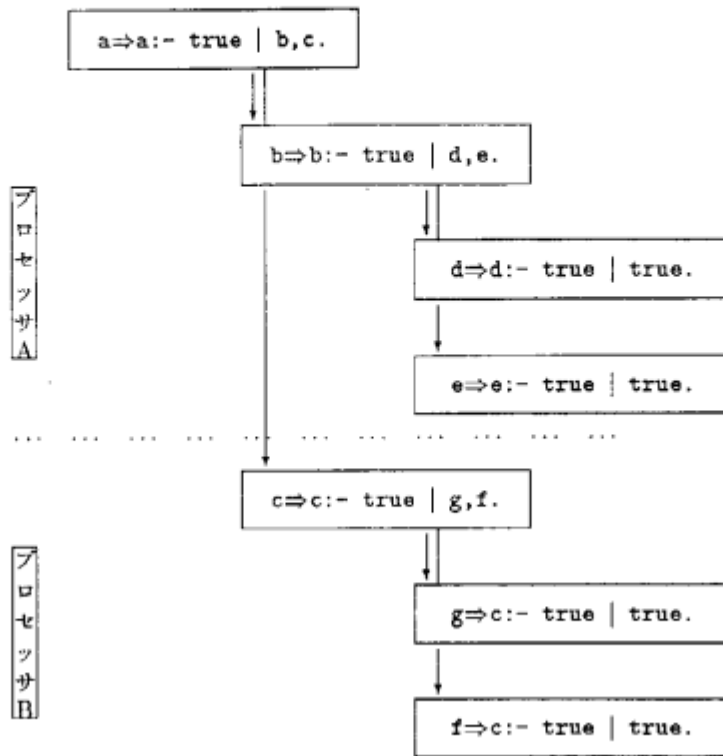 a⇒a:- true | b,c.
b⇒b:- true | d,e.
プロセッサA
d⇒d:- true | true.
e⇒e:- true | true.
c⇒c:- true | g,f.
プロセッサB
g⇒c:- true | true.
f⇒c:- true | true.